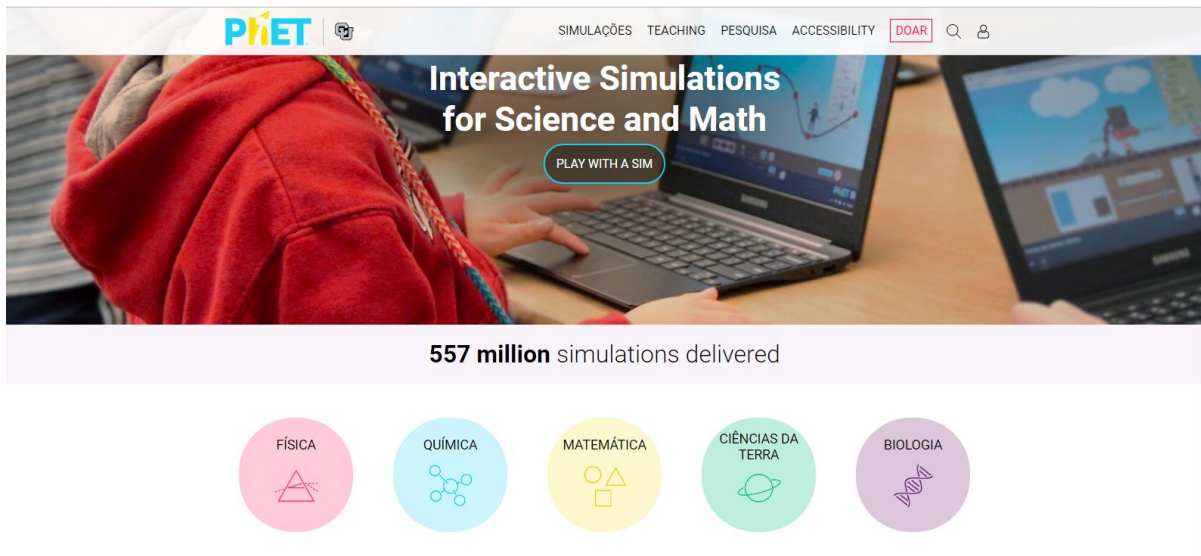 PhET
SIMULAÇÕES TEACHING PESQUISA ACCESSIBILITY DOAR
Interactive Simulations
for Science and Math
PLAY WITH A SIM
557 million simulations delivered
FÍSICA QUÍMICA MATEMÁTICA CIÊNCIAS DA TERRA BIOLOGIA